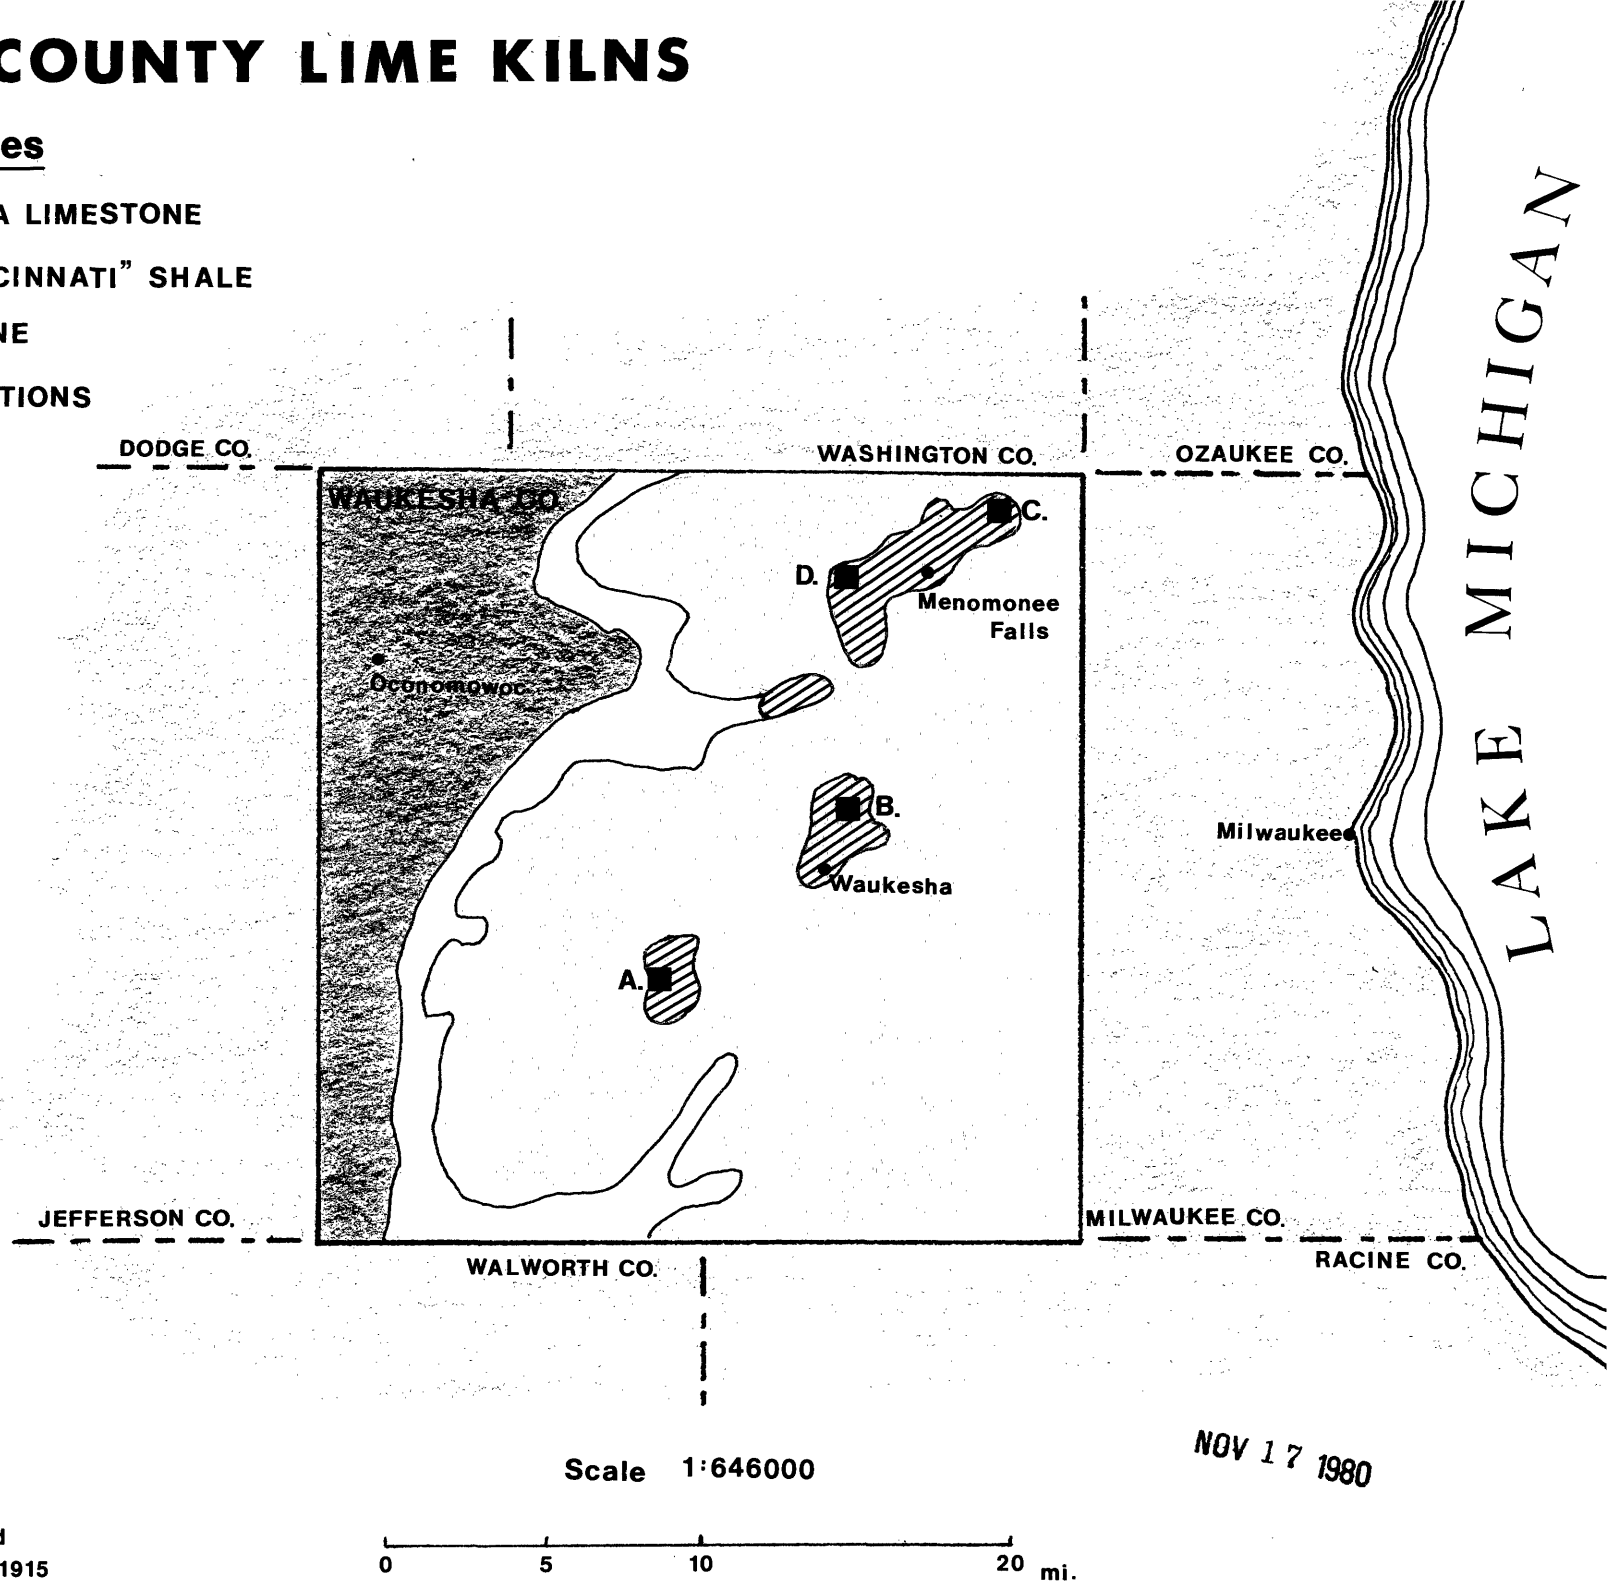 COUNTY LIME KILNS
es
A LIMESTONE
CINNATI” SHALE
NE
TIONS
DODGE CO.
WASHINGTON CO.
OZAUKEE CO.
WAUKESHA CO.
C.
D.
Menomonee
Falls
Oconomowoc
B.
Milwaukee
Waukesha
A.
LAKE MICHIGAN
JEFFERSON CO.
MILWAUKEE CO.
WALWORTH CO.
RACINE CO.
Scale 1:646000
NOV 17 1980
d
1915
0 5 10 20 mi.